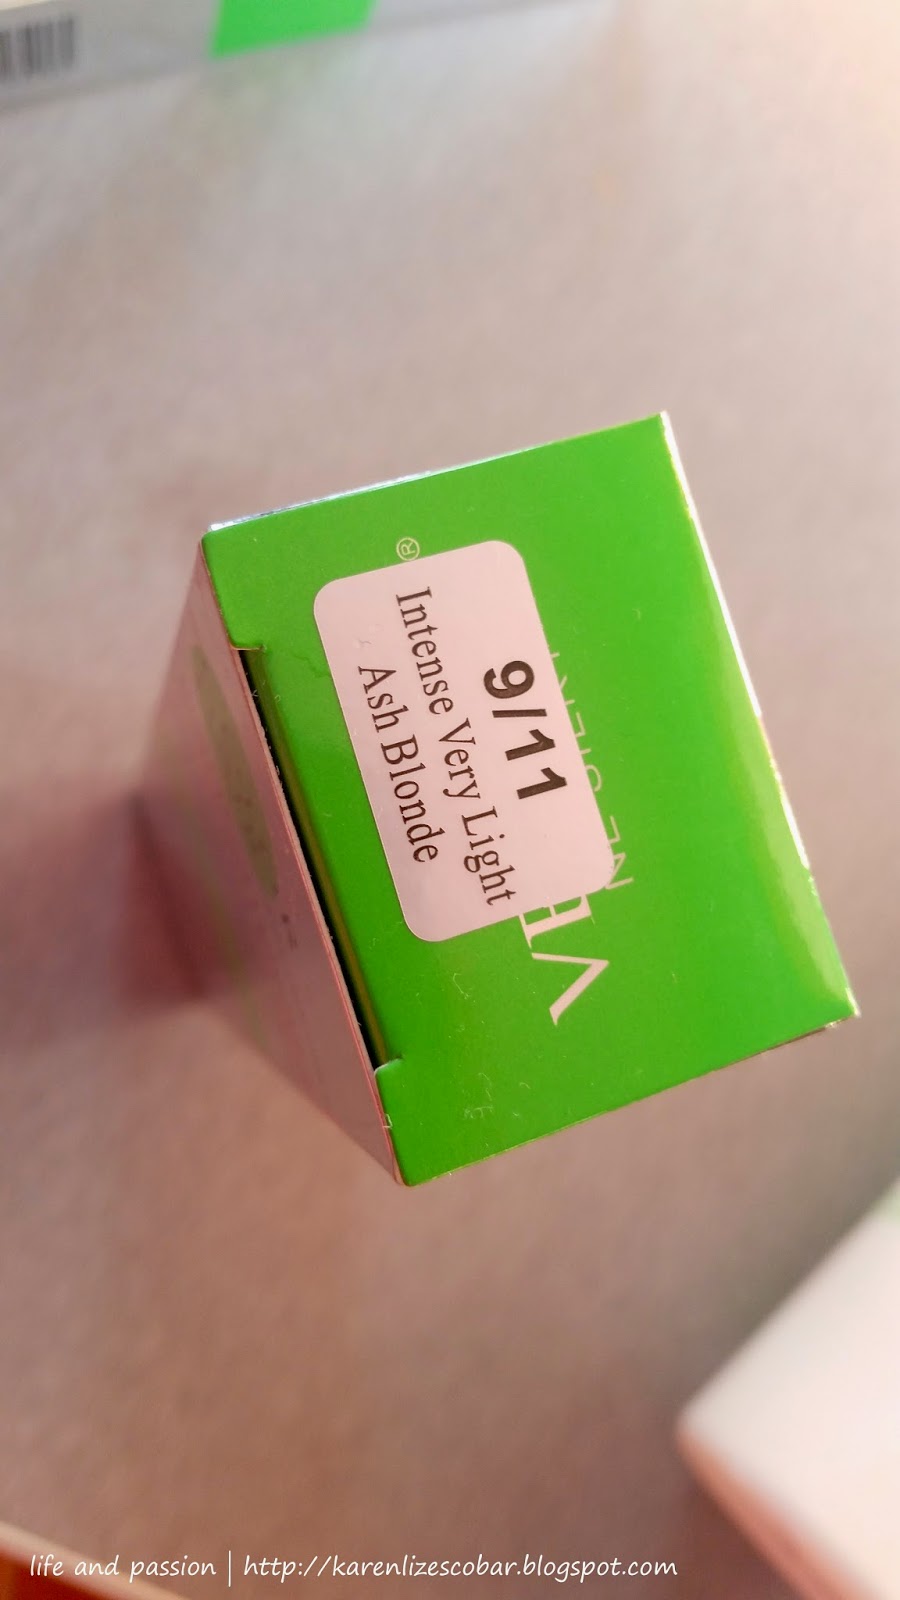 9/11
Intense Very Light
Ash Blonde
®
life and passion | http://karenlizescobar.blogspot.com